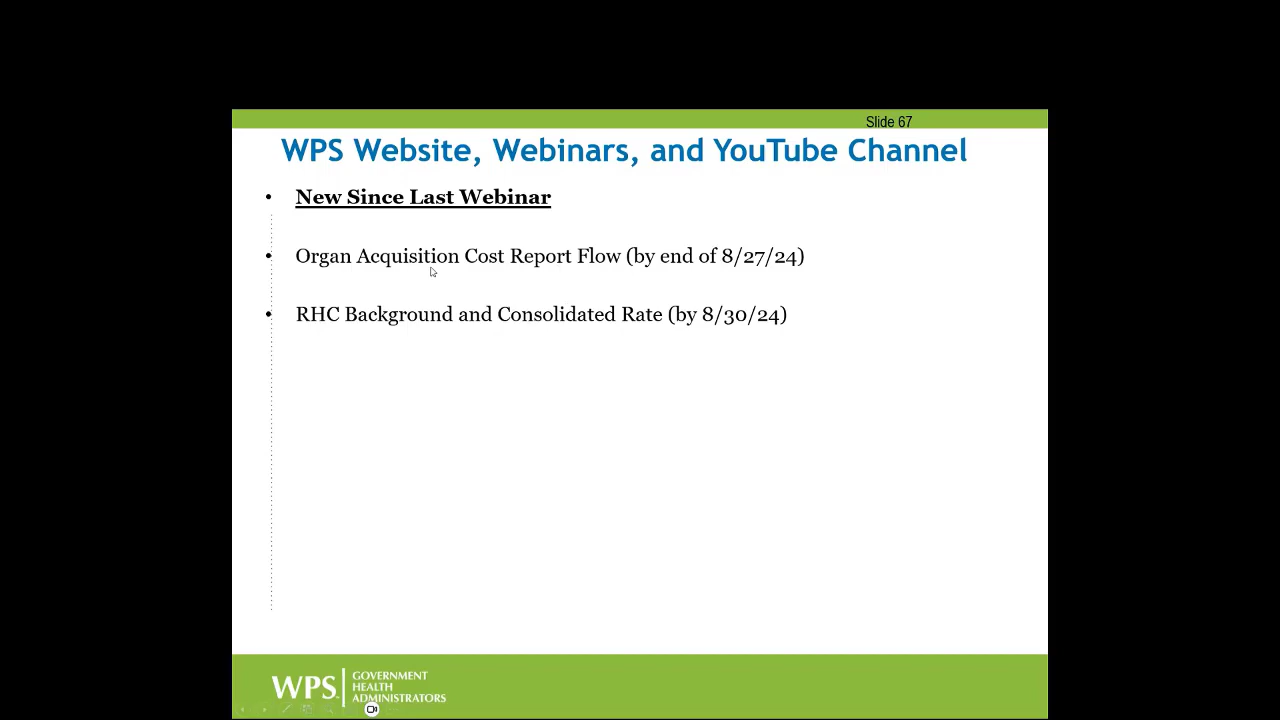 Slide 67
WPS Website, Webinars, and YouTube Channel
• New Since Last Webinar
• Organ Acquisition Cost Report Flow (by end of 8/27/24)
• RHC Background and Consolidated Rate (by 8/30/24)
WPS
GOVERNMENT
HEALTH
ADMINISTRATORS